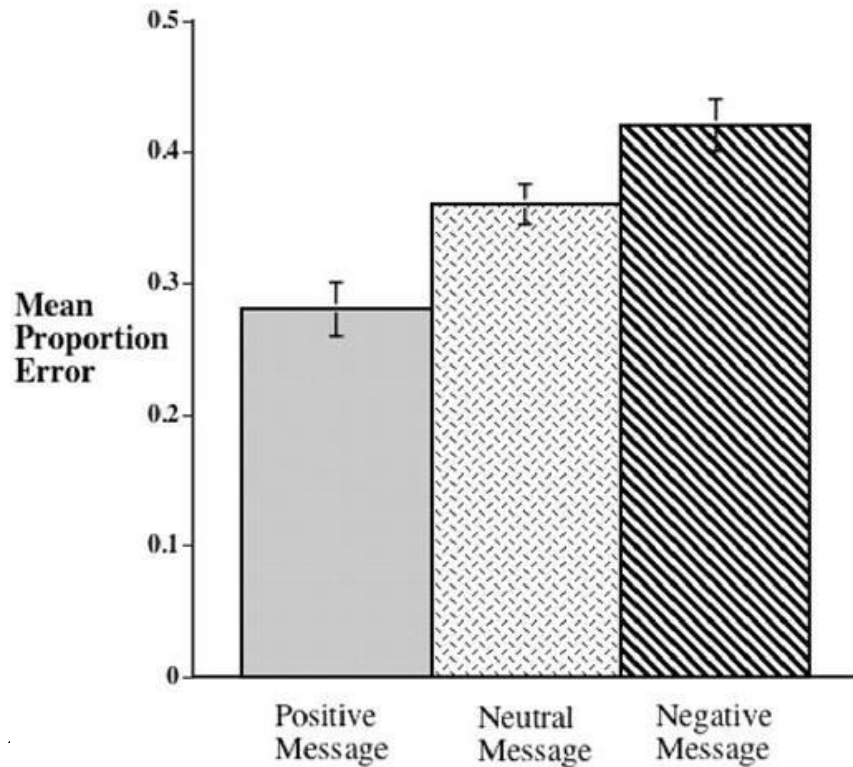 0.5
0.4
0.3
Mean
Proportion
Error
0.2
0.1
0
Positive
Message
Neutral
Message
Negative
Message